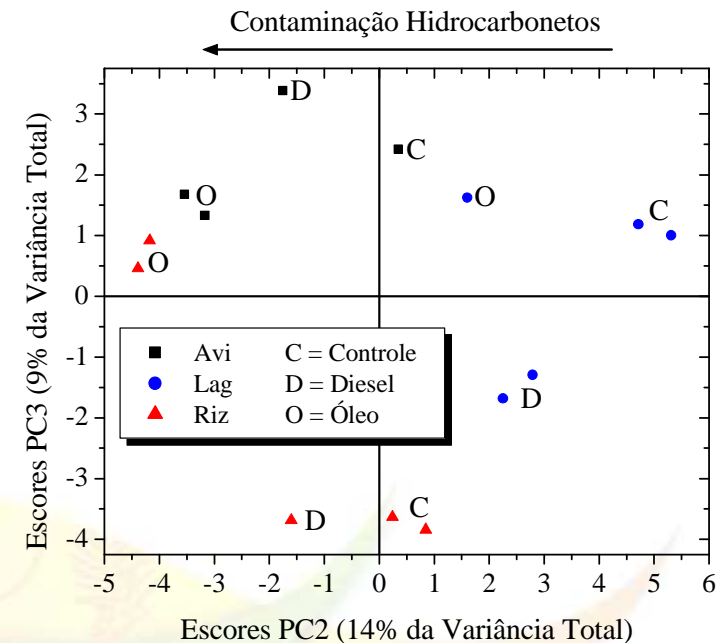 Contaminação Hidrocarbonetos
Escores PC3 (9% da Variância Total)
3
2
1
0
-1
-2
-3
-4
D
C
O
O
C
O
Avi C = Controle
Lag D = Diesel
Riz O = Óleo
D
D
C
-5 -4 -3 -2 -1 0 1 2 3 4 5 6
Escores PC2 (14% da Variância Total)